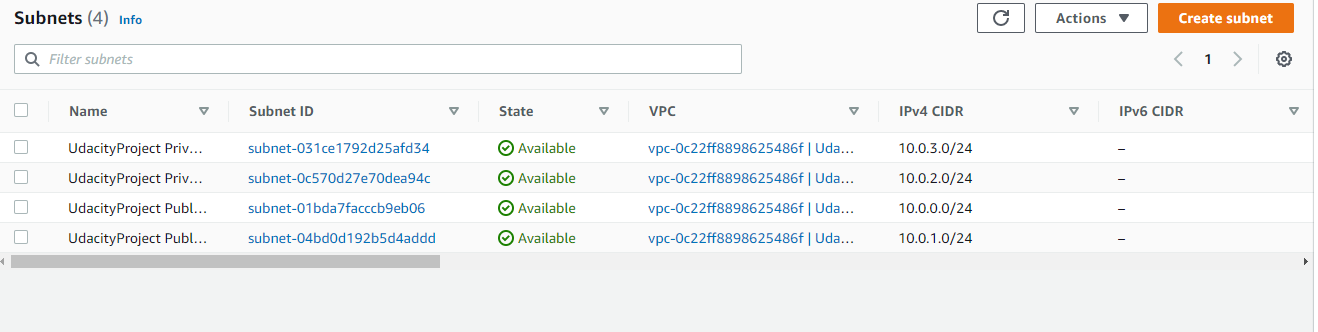 Subnets (4) Info Actions Create subnet
Filter subnets 1
Name Subnet ID State VPC IPv4 CIDR IPv6 CIDR
UdacityProject Priv... subnet-031ce1792d25afd34 Available vpc-0c22ff8898625486f | Uda... 10.0.3.0/24 –
UdacityProject Priv... subnet-0c570d27e70dea94c Available vpc-0c22ff8898625486f | Uda... 10.0.2.0/24 –
UdacityProject Publ... subnet-01bda7facccb9eb06 Available vpc-0c22ff8898625486f | Uda... 10.0.0.0/24 –
UdacityProject Publ... subnet-04bd0d192b5d4addd Available vpc-0c22ff8898625486f | Uda... 10.0.1.0/24 –